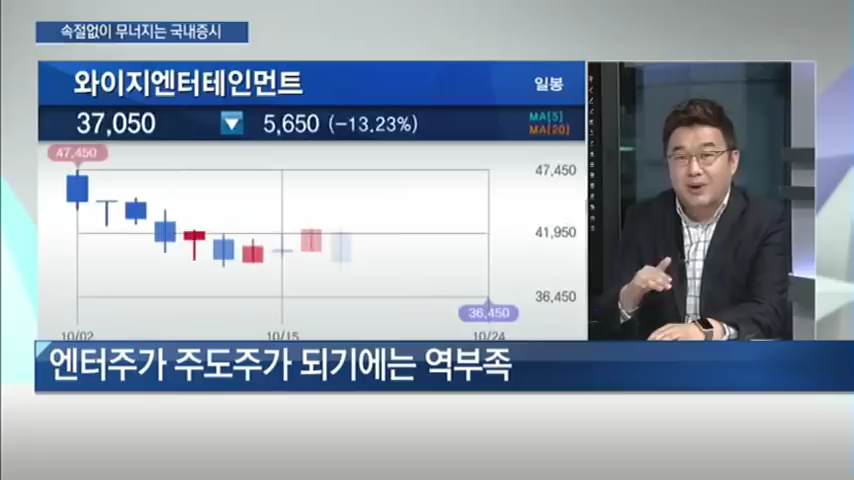 속절없이 무너지는 국내증시
와이지엔터테인먼트
일봉
37,050 ▼ 5,650 (-13.23%)
MA[5]
MA[20]
47,450
47,450
41,950
36,450
36,450
10/02 10/15 10/24
엔터주가 주도주가 되기에는 역부족